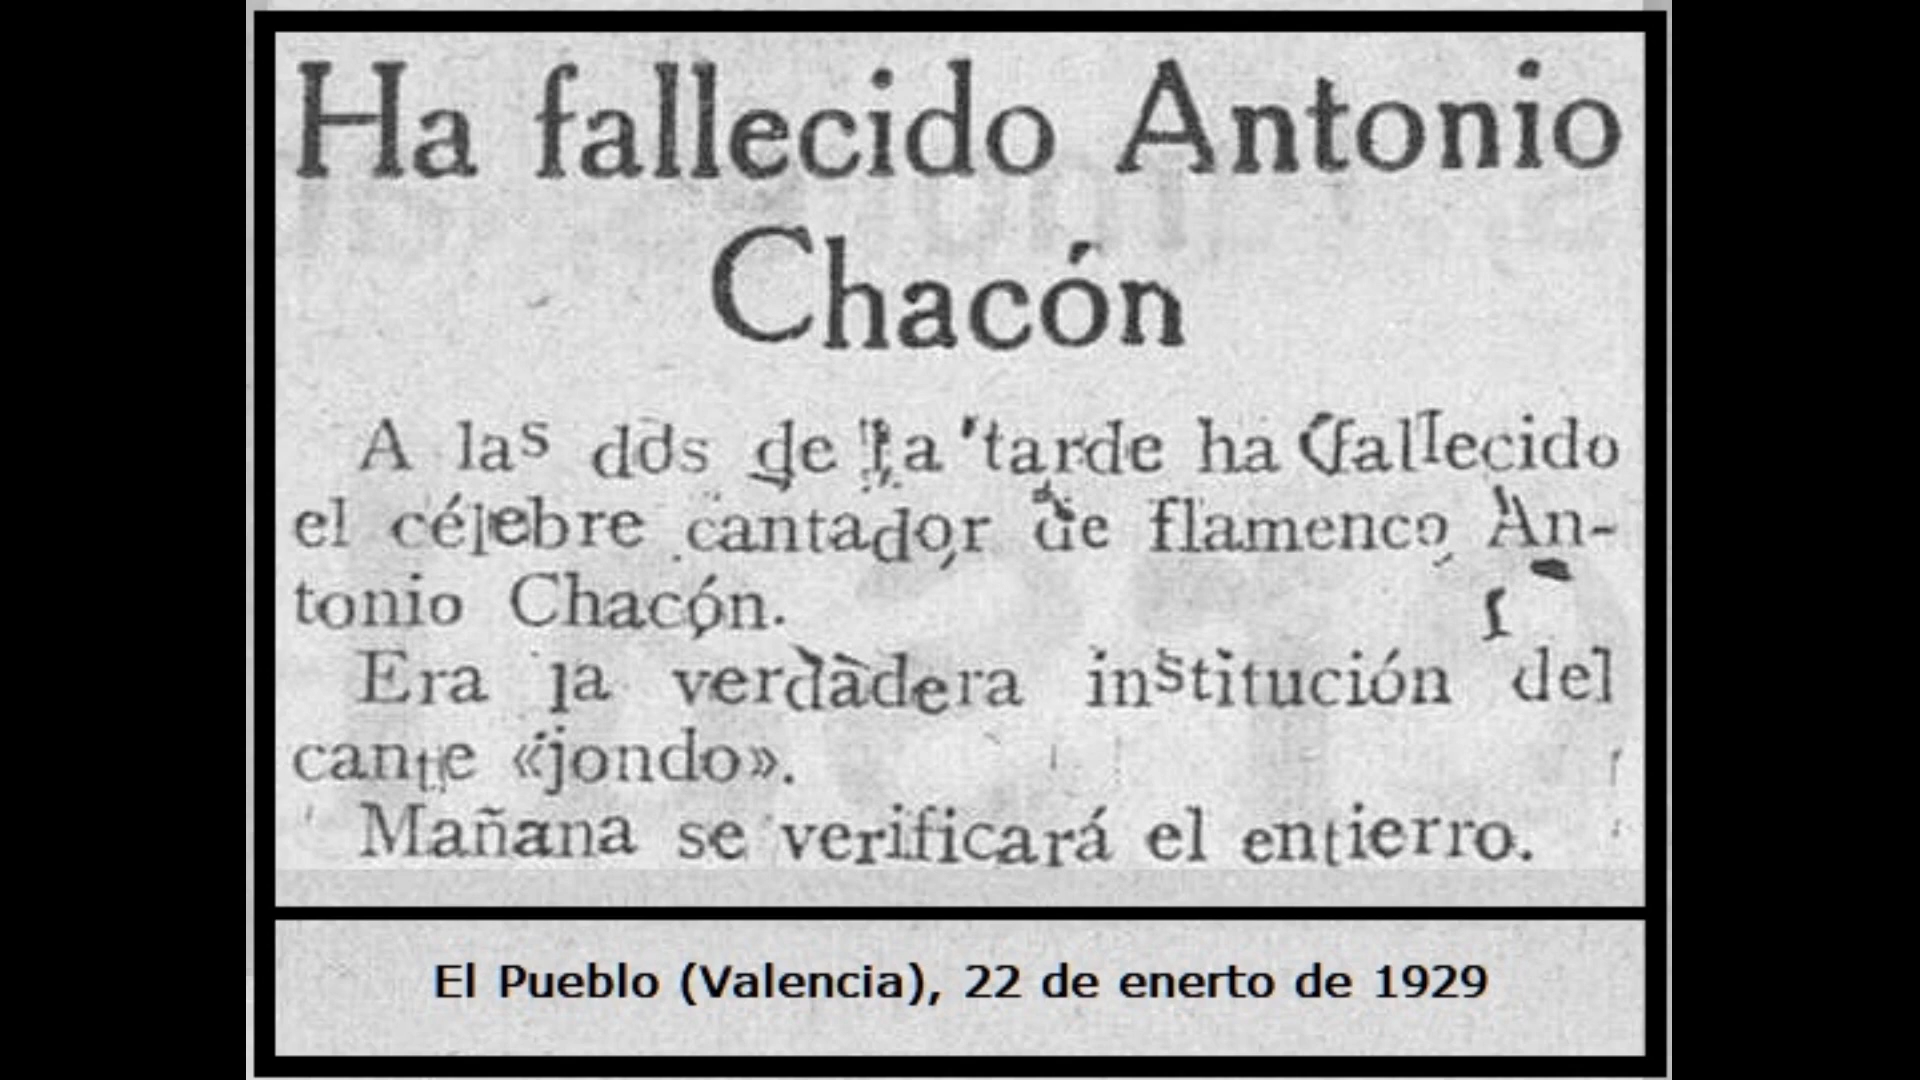 Ha fallecido Antonio
Chacón
A las dos de la tarde ha fallecido
el célebre cantador de flamenco An-
tonio Chacón.
Era la verdadera institución del
cante «jondo».
Mañana se verificará el entierro.
El Pueblo (Valencia), 22 de enerto de 1929